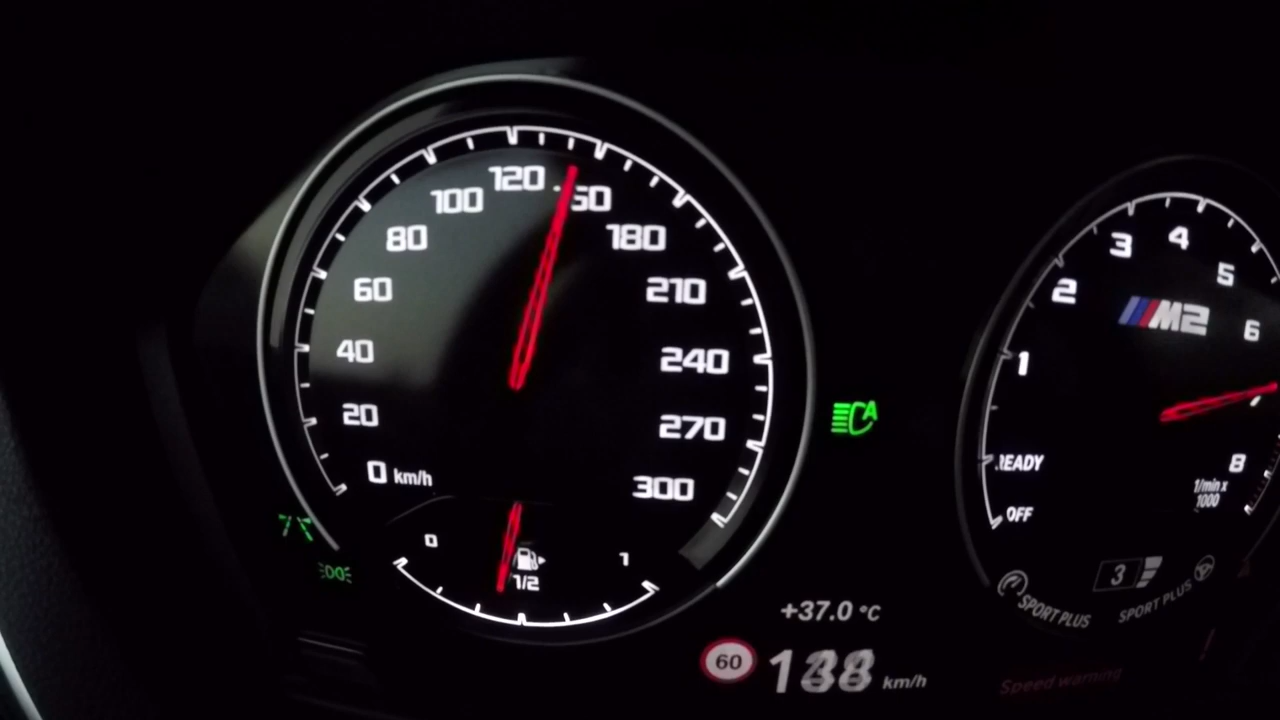 120
100
80
60
40
20
0 km/h
180
210
240
270
300
0
1/2
1
+37.0 °C
60
km/h
1
2
3
4
5
6
8
M2
OFF
1/min x
1000
3
SPORT PLUS
SPORT PLUS
Speed warning
A